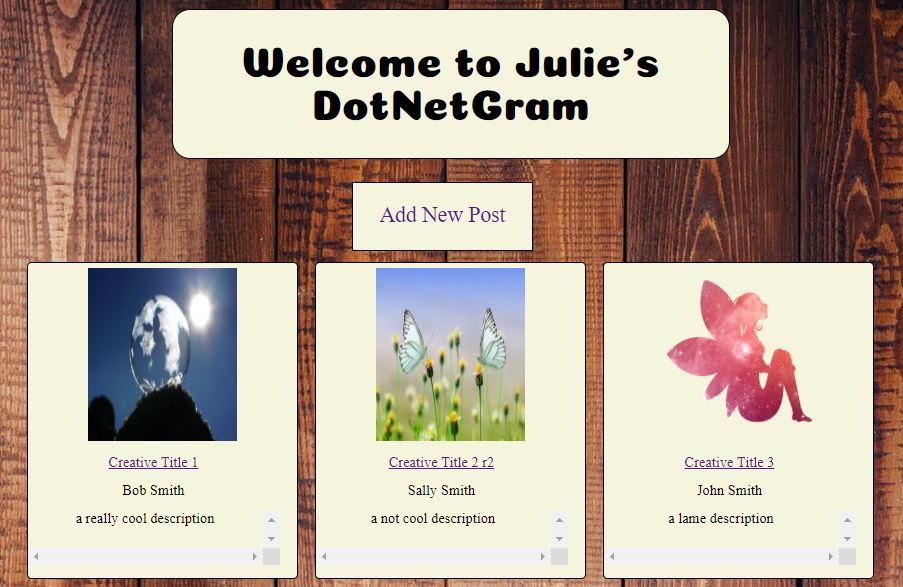 Welcome to Julie's
DotNetGram
Add New Post
Creative Title 1
Bob Smith
a really cool description
Creative Title 2 r2
Sally Smith
a not cool description
Creative Title 3
John Smith
a lame description